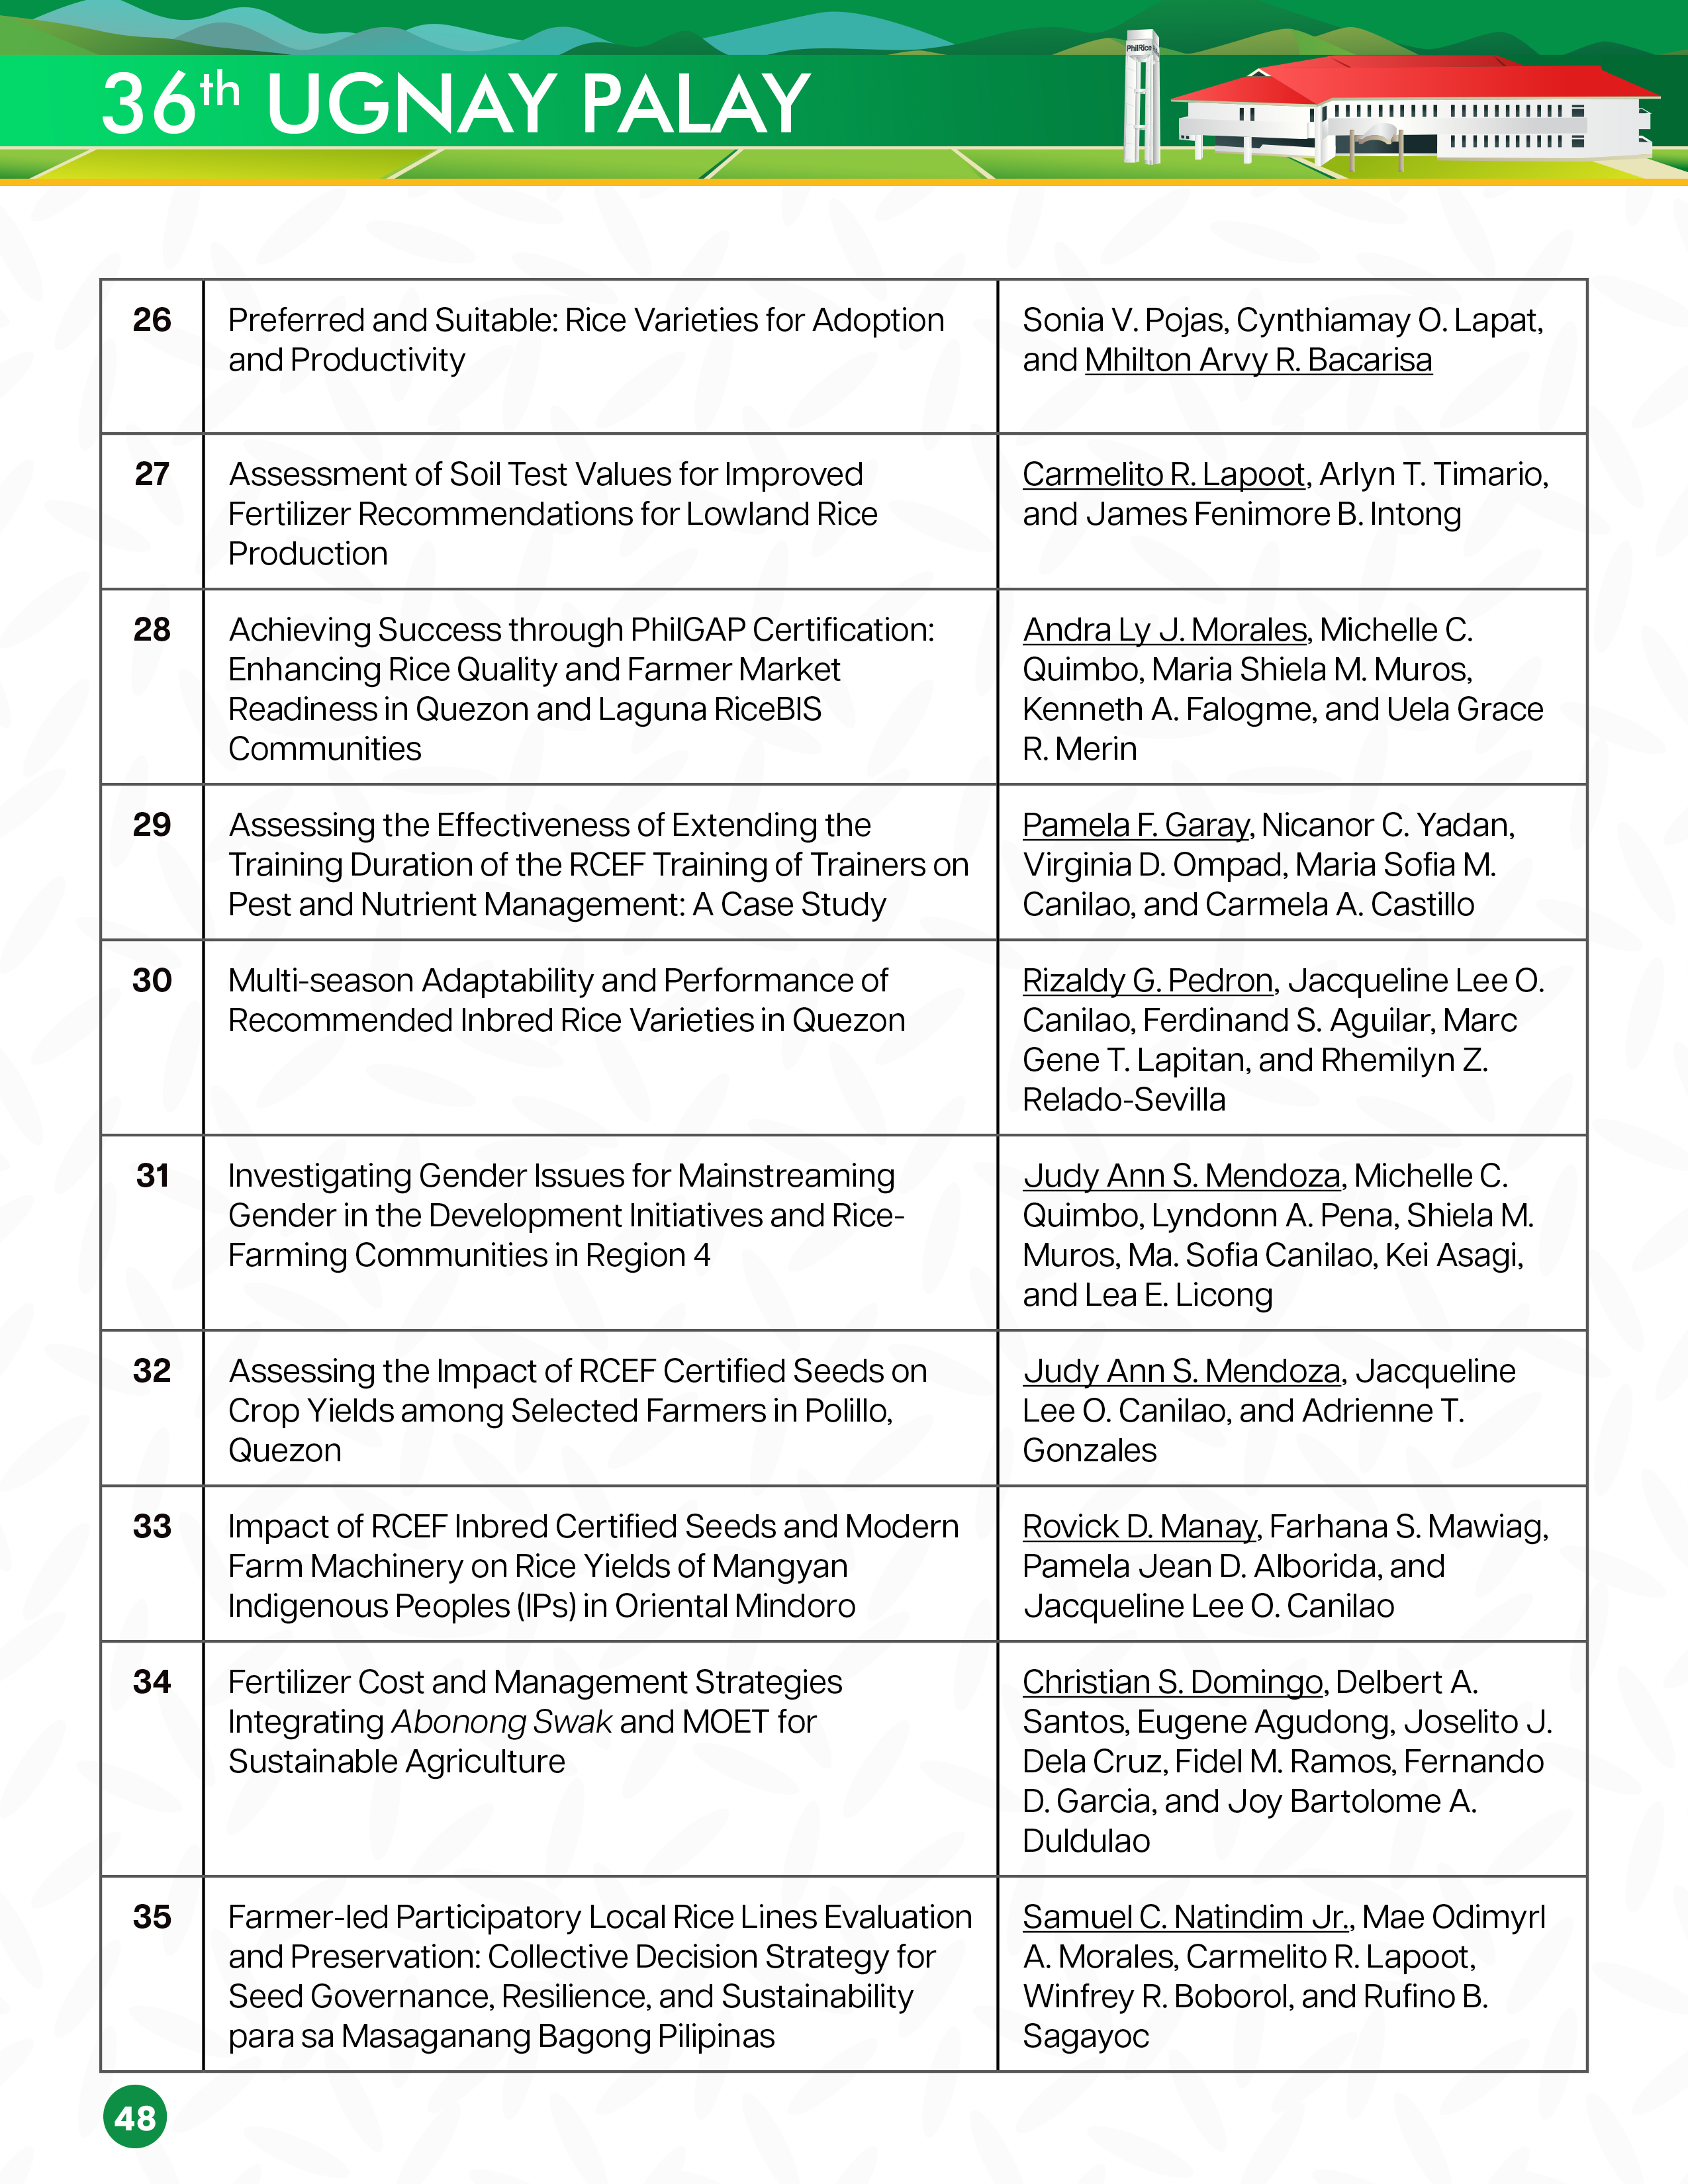 36th UGNAY PALAY
PhilRice
26
Preferred and Suitable: Rice Varieties for Adoption
and Productivity
Sonia V. Pojas, Cynthiamay O. Lapat,
and Mhilton Arvy R. Bacarisa
27
Assessment of Soil Test Values for Improved
Fertilizer Recommendations for Lowland Rice
Production
Carmelito R. Lapoot, Arlyn T. Timario,
and James Fenimore B. Intong
28
Achieving Success through PhilGAP Certification:
Enhancing Rice Quality and Farmer Market
Readiness in Quezon and Laguna RiceBIS
Communities
Andra Ly J. Morales, Michelle C.
Quimbo, Maria Shiela M. Muros,
Kenneth A. Falogme, and Uela Grace
R. Merin
29
Assessing the Effectiveness of Extending the
Training Duration of the RCEF Training of Trainers on
Pest and Nutrient Management: A Case Study
Pamela F. Garay, Nicanor C. Yadan,
Virginia D. Ompad, Maria Sofia M.
Canilao, and Carmela A. Castillo
30
Multi-season Adaptability and Performance of
Recommended Inbred Rice Varieties in Quezon
Rizaldy G. Pedron, Jacqueline Lee O.
Canilao, Ferdinand S. Aguilar, Marc
Gene T. Lapitan, and Rhemilyn Z.
Relado-Sevilla
31
Investigating Gender Issues for Mainstreaming
Gender in the Development Initiatives and Rice-
Farming Communities in Region 4
Judy Ann S. Mendoza, Michelle C.
Quimbo, Lyndonn A. Pena, Shiela M.
Muros, Ma. Sofia Canilao, Kei Asagi,
and Lea E. Licong
32
Assessing the Impact of RCEF Certified Seeds on
Crop Yields among Selected Farmers in Polillo,
Quezon
Judy Ann S. Mendoza, Jacqueline
Lee O. Canilao, and Adrienne T.
Gonzales
33
Impact of RCEF Inbred Certified Seeds and Modern
Farm Machinery on Rice Yields of Mangyan
Indigenous Peoples (IPs) in Oriental Mindoro
Rovick D. Manay, Farhana S. Mawiag,
Pamela Jean D. Alborida, and
Jacqueline Lee O. Canilao
34
Fertilizer Cost and Management Strategies
Integrating Abonong Swak and MOET for
Sustainable Agriculture
Christian S. Domingo, Delbert A.
Santos, Eugene Agudong, Joselito J.
Dela Cruz, Fidel M. Ramos, Fernando
D. Garcia, and Joy Bartolome A.
Duldulao
35
Farmer-led Participatory Local Rice Lines Evaluation
and Preservation: Collective Decision Strategy for
Seed Governance, Resilience, and Sustainability
para sa Masaganang Bagong Pilipinas
Samuel C. Natindim Jr., Mae Odimyrl
A. Morales, Carmelito R. Lapoot,
Winfrey R. Boborol, and Rufino B.
Sagayoc
48